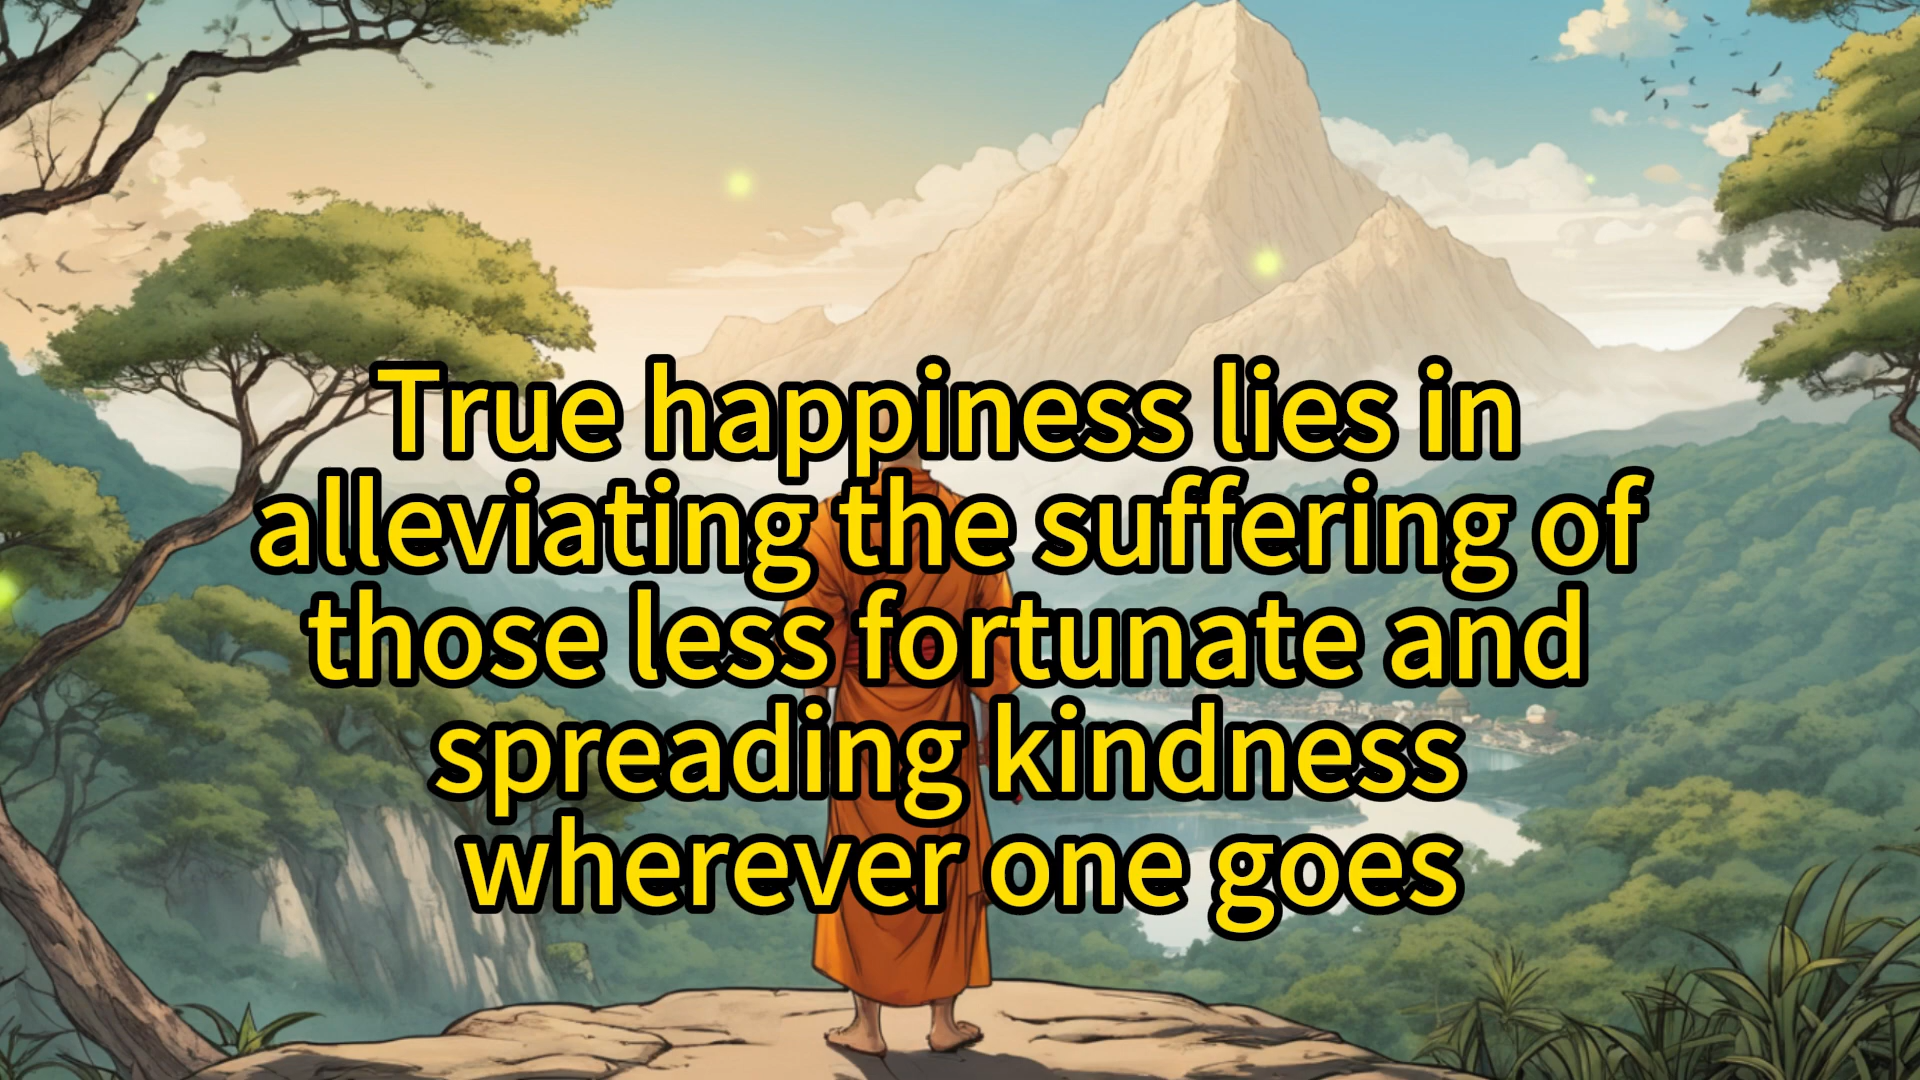 True happiness lies in
alleviating the suffering of
those less fortunate and
spreading kindness
wherever one goes